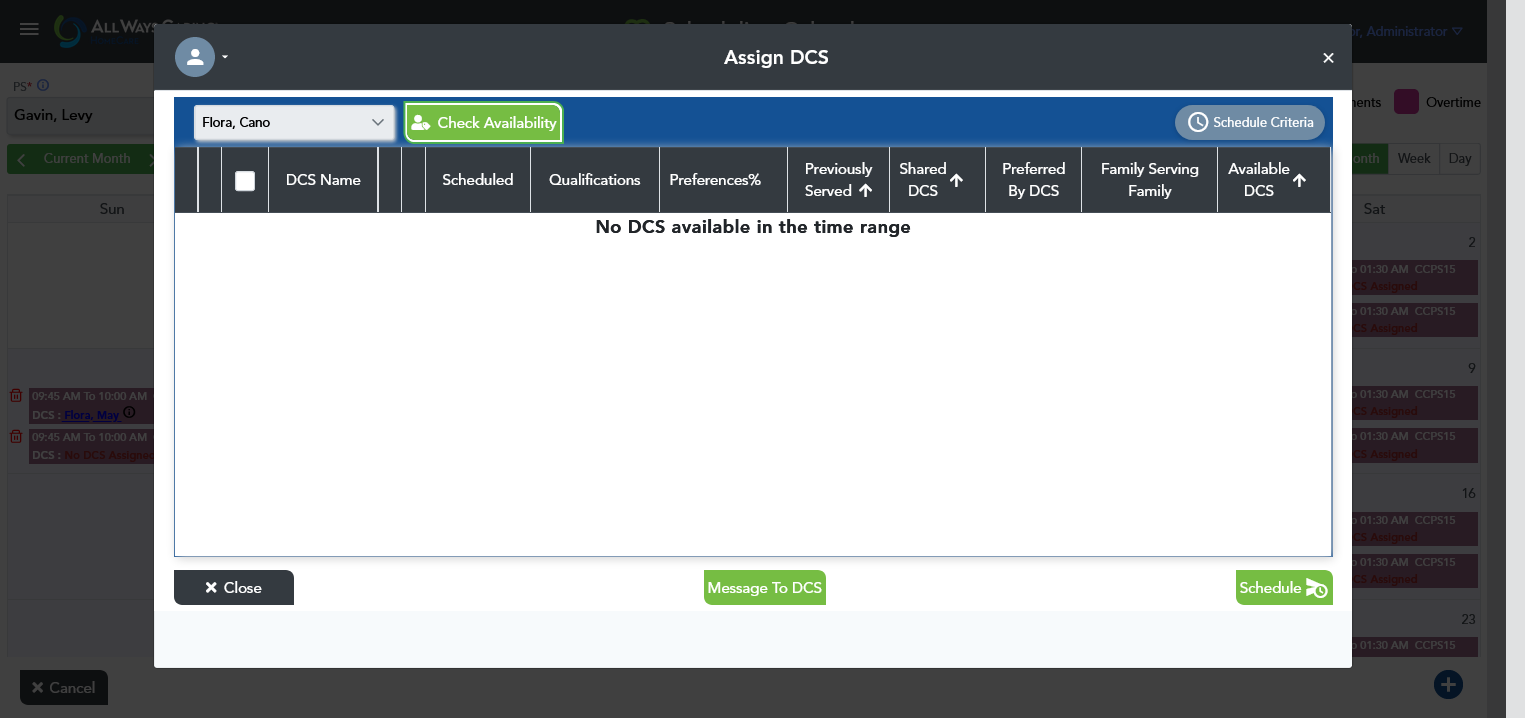 ALLWAYS
or, Administrator
Assign DCS
PS*
Gavin, Levy
Flora, Cano
Check Availability
Schedule Criteria
nents
Overtime
Current Month
onth
Week
Day
DCS Name
Scheduled
Qualifications
Preferences%
Previously
Served
Shared
DCS
Preferred
By DCS
Family Serving
Family
Available
DCS
Sun
Sat
No DCS available in the time range
2
o 01:30 AM CCPS15
CS Assigned
o 01:30 AM CCPS15
CS Assigned
9
09:45 AM To 10:00 AM
DCS : Flora, May
09:45 AM To 10:00 AM
DCS : No DCS Assigned
o 01:30 AM CCPS15
CS Assigned
o 01:30 AM CCPS15
CS Assigned
16
o 01:30 AM CCPS15
CS Assigned
o 01:30 AM CCPS15
CS Assigned
Close
Message To DCS
Schedule
23
o 01:30 AM CCPS15
Cancel